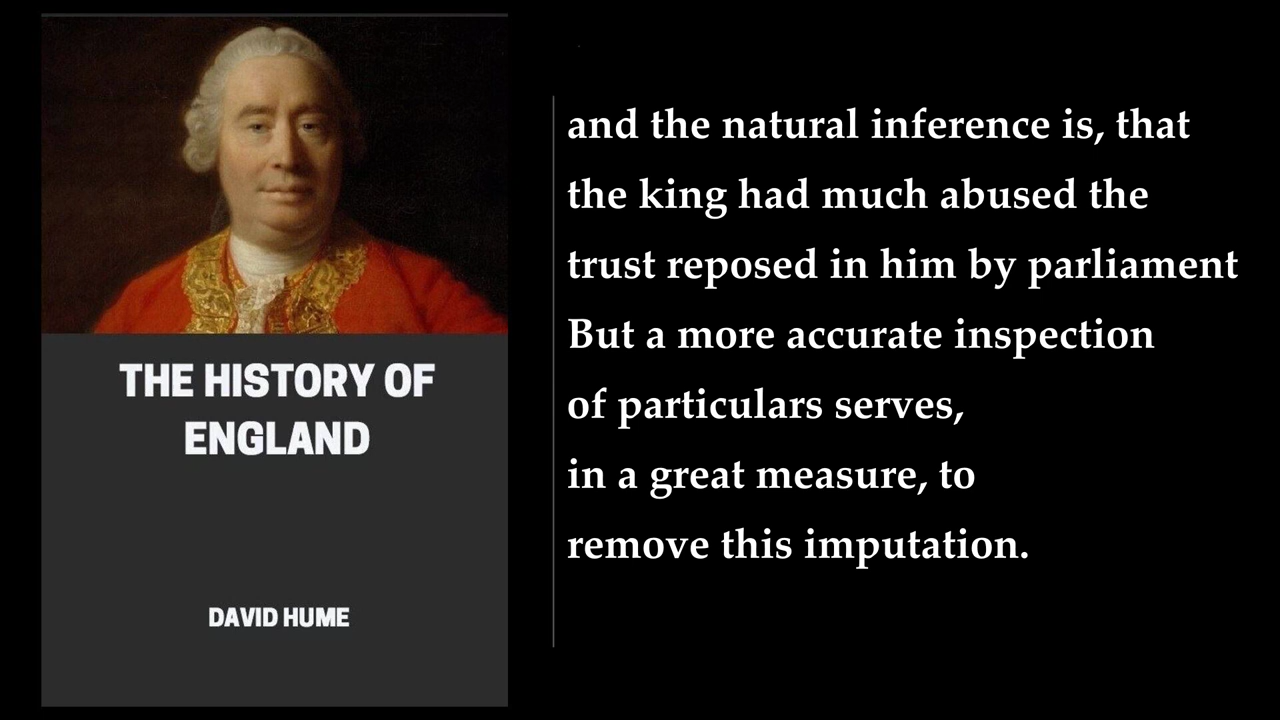 THE HISTORY OF
ENGLAND
DAVID HUME
and the natural inference is, that
the king had much abused the
trust reposed in him by parliament
But a more accurate inspection
of particulars serves,
in a great measure, to
remove this imputation.